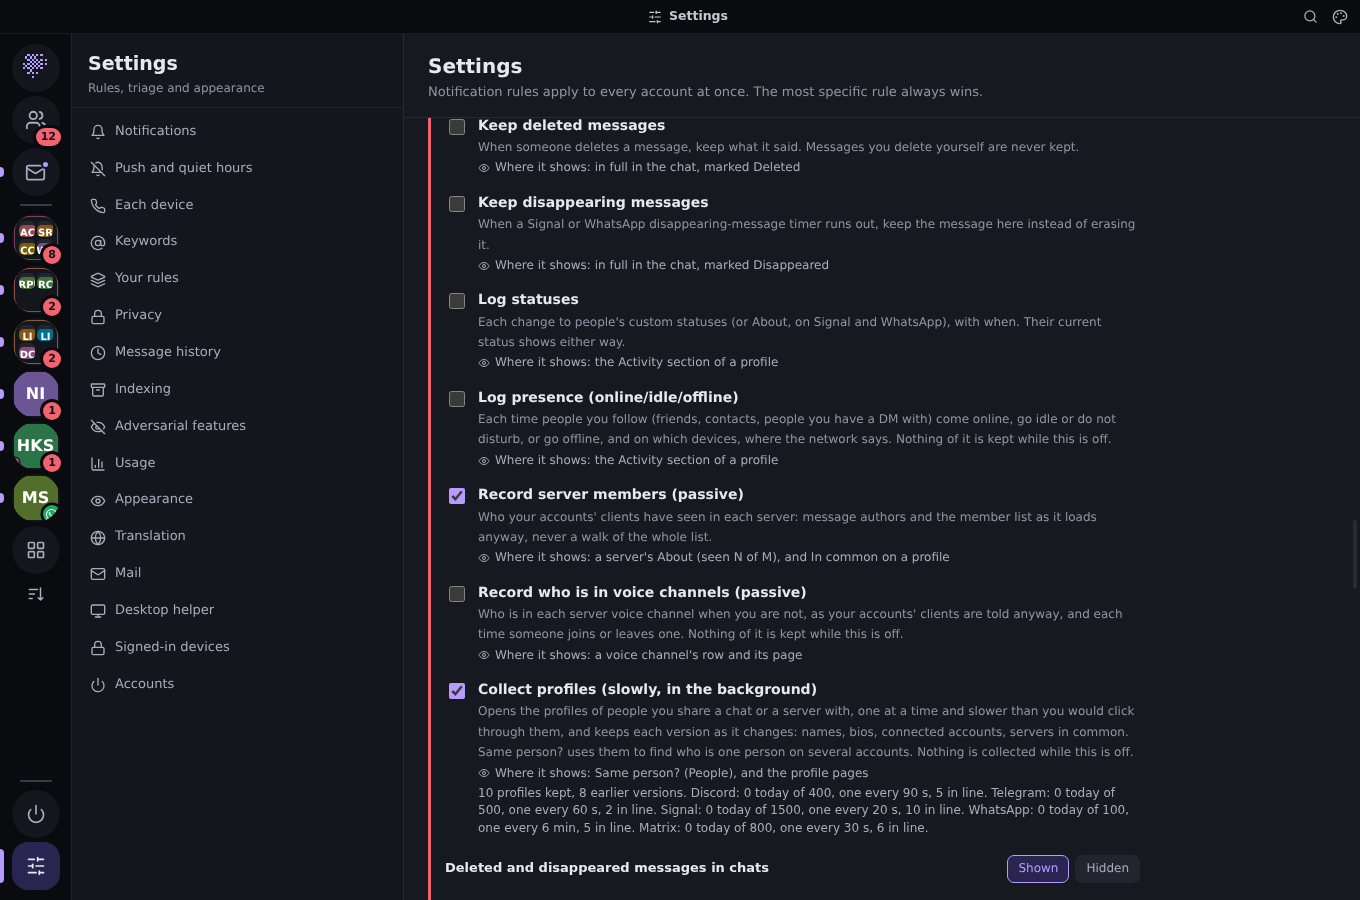 Settings
12
AC SR
CC
8
RP RC
2
LI LI
DC
2
NI
1
HKS
1
MS
Settings
Rules, triage and appearance
Notifications
Push and quiet hours
Each device
Keywords
Your rules
Privacy
Message history
Indexing
Adversarial features
Usage
Appearance
Translation
Mail
Desktop helper
Signed-in devices
Accounts
Settings
Notification rules apply to every account at once. The most specific rule always wins.
Keep deleted messages
When someone deletes a message, keep what it said. Messages you delete yourself are never kept.
Where it shows: in full in the chat, marked Deleted
Keep disappearing messages
When a Signal or WhatsApp disappearing-message timer runs out, keep the message here instead of erasing
it.
Where it shows: in full in the chat, marked Disappeared
Log statuses
Each change to people's custom statuses (or About, on Signal and WhatsApp), with when. Their current
status shows either way.
Where it shows: the Activity section of a profile
Log presence (online/idle/offline)
Each time people you follow (friends, contacts, people you have a DM with) come online, go idle or do not
disturb, or go offline, and on which devices, where the network says. Nothing of it is kept while this is off.
Where it shows: the Activity section of a profile
Record server members (passive)
Who your accounts' clients have seen in each server: message authors and the member list as it loads
anyway, never a walk of the whole list.
Where it shows: a server's About (seen N of M), and In common on a profile
Record who is in voice channels (passive)
Who is in each server voice channel when you are not, as your accounts' clients are told anyway, and each
time someone joins or leaves one. Nothing of it is kept while this is off.
Where it shows: a voice channel's row and its page
Collect profiles (slowly, in the background)
Opens the profiles of people you share a chat or a server with, one at a time and slower than you would click
through them, and keeps each version as it changes: names, bios, connected accounts, servers in common.
Same person? uses them to find who is one person on several accounts. Nothing is collected while this is off.
Where it shows: Same person? (People), and the profile pages
10 profiles kept, 8 earlier versions. Discord: 0 today of 400, one every 90 s, 5 in line. Telegram: 0 today of
500, one every 60 s, 2 in line. Signal: 0 today of 1500, one every 20 s, 10 in line. WhatsApp: 0 today of 100,
one every 6 min, 5 in line. Matrix: 0 today of 800, one every 30 s, 6 in line.
Deleted and disappeared messages in chats
Shown
Hidden